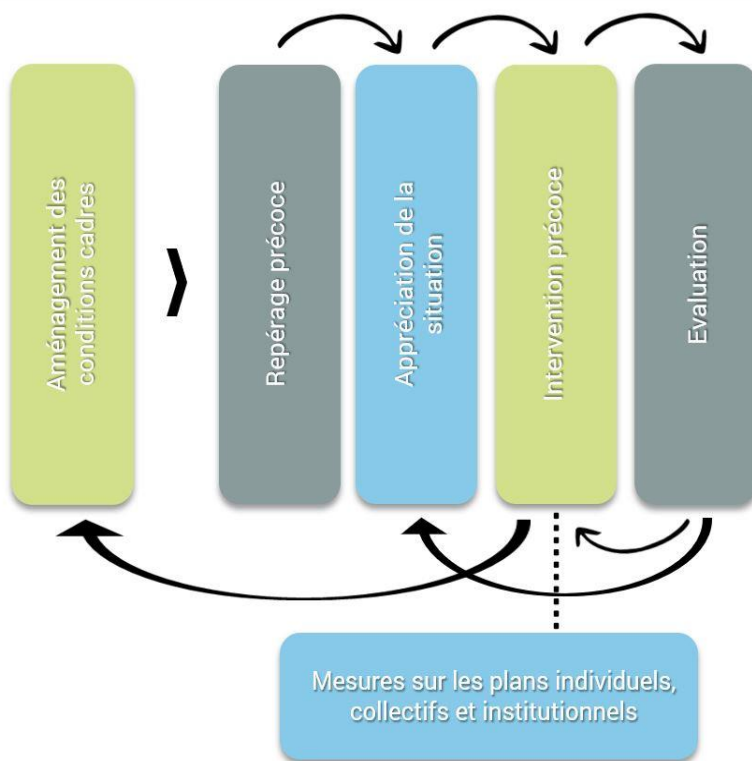 Aménagement des
conditions cadres
Repérage précoce
Appréciation de la
situation
Intervention précoce
Evaluation
Mesures sur les plans individuels,
collectifs et institutionnels